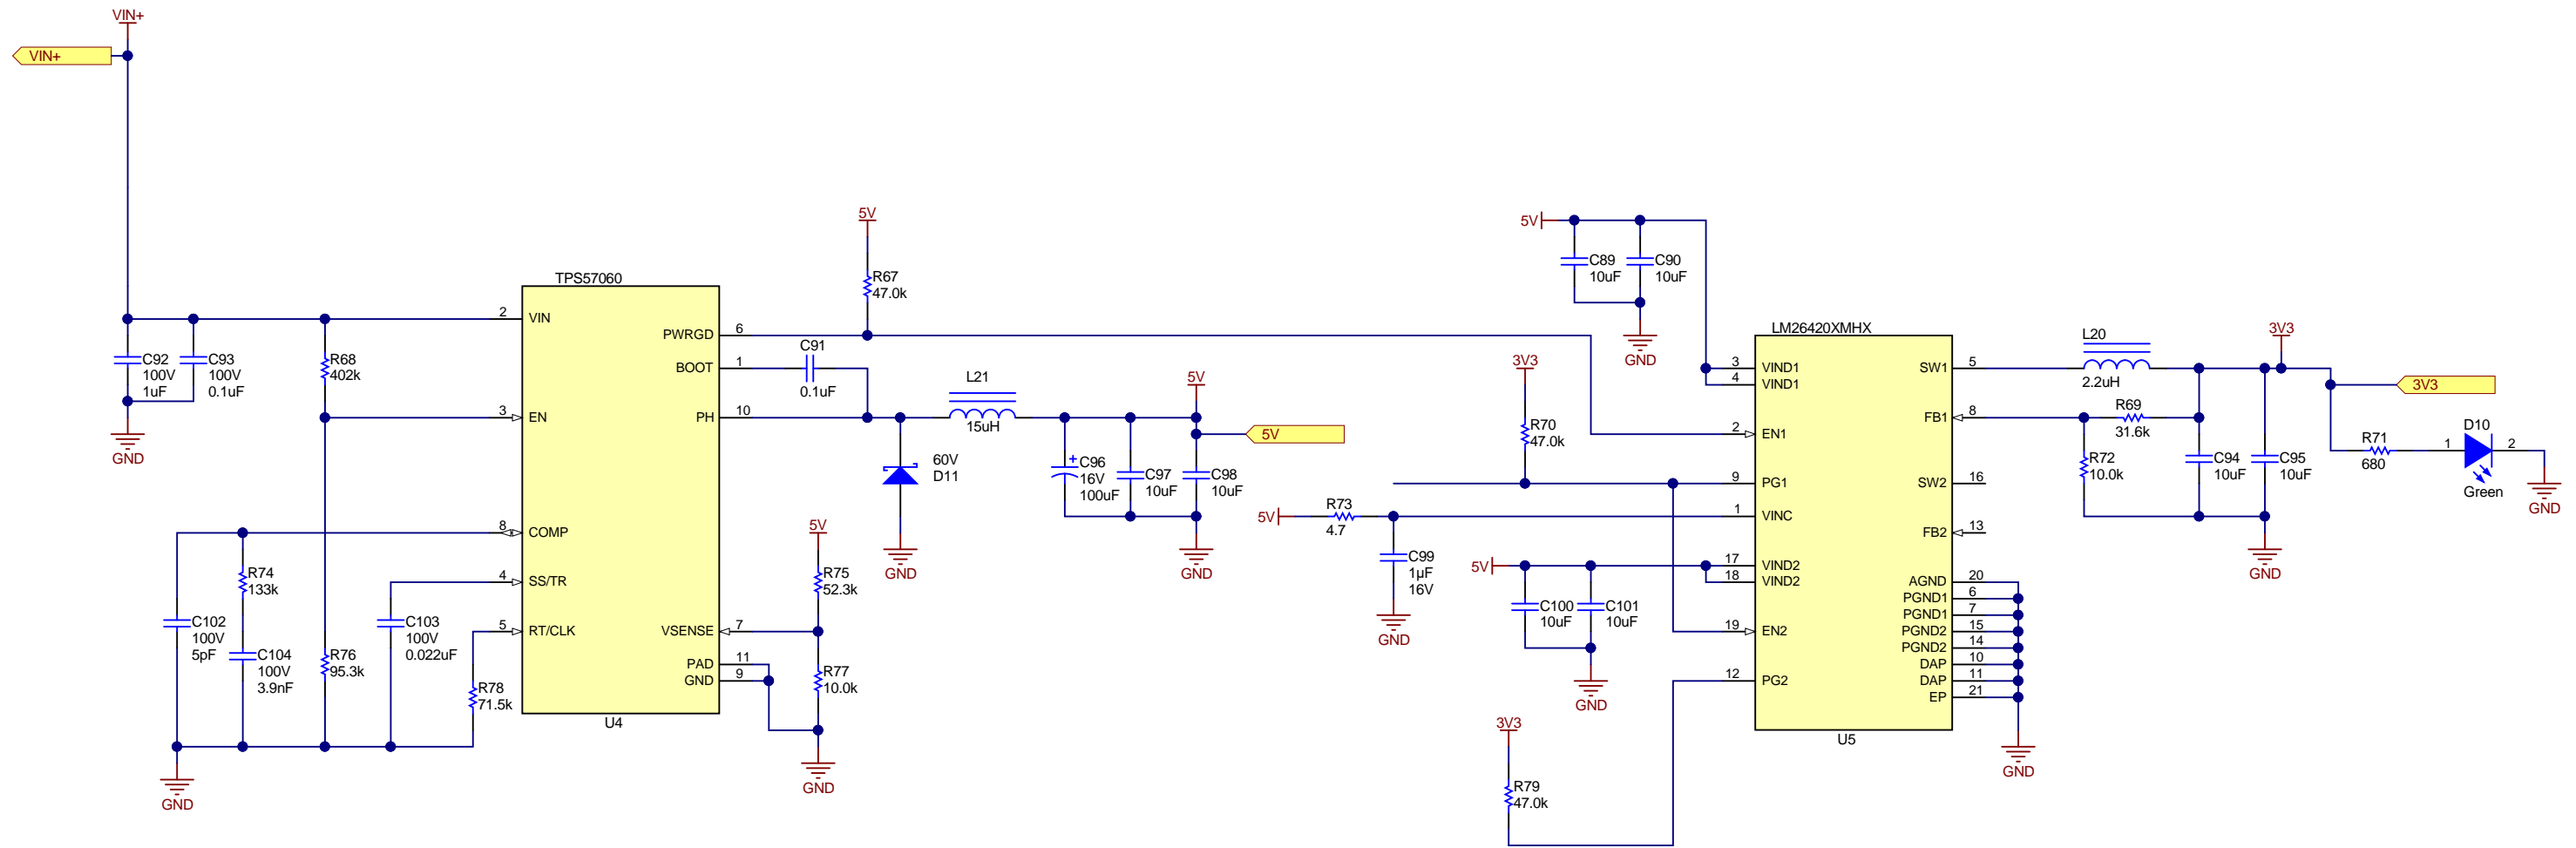 VIN+
VIN+
C92
100V
1uF
C93
100V
0.1uF
GND
R68
402k
TPS57060
2
VIN
3
EN
8
COMP
4
SS/TR
5
RT/CLK
PWRGD
6
BOOT
1
PH
10
VSENSE
7
PAD
11
GND
9
U4
R74
133k
C102
100V
5pF
C104
100V
3.9nF
R76
95.3k
C103
100V
0.022uF
R78
71.5k
GND
5V
R67
47.0k
C91
0.1uF
L21
15uH
60V
D11
GND
5V
5V
C96
16V
100uF
C97
10uF
C98
10uF
GND
5V
R75
52.3k
R77
10.0k
GND
5V
C89
10uF
C90
10uF
GND
3V3
R70
47.0k
5V
R73
4.7
C99
1µF
16V
GND
5V
C100
10uF
C101
10uF
GND
3V3
R79
47.0k
LM26420XMHX
3
VIND1
4
VIND1
2
EN1
9
PG1
1
VINC
17
VIND2
18
VIND2
19
EN2
12
PG2
SW1
5
FB1
8
SW2
16
FB2
13
AGND
20
PGND1
6
PGND1
7
PGND2
15
PGND2
14
DAP
10
DAP
11
EP
21
U5
GND
L20
2.2uH
R69
31.6k
R72
10.0k
C94
10uF
C95
10uF
GND
3V3
3V3
R71
680
1
D10
2
Green
GND